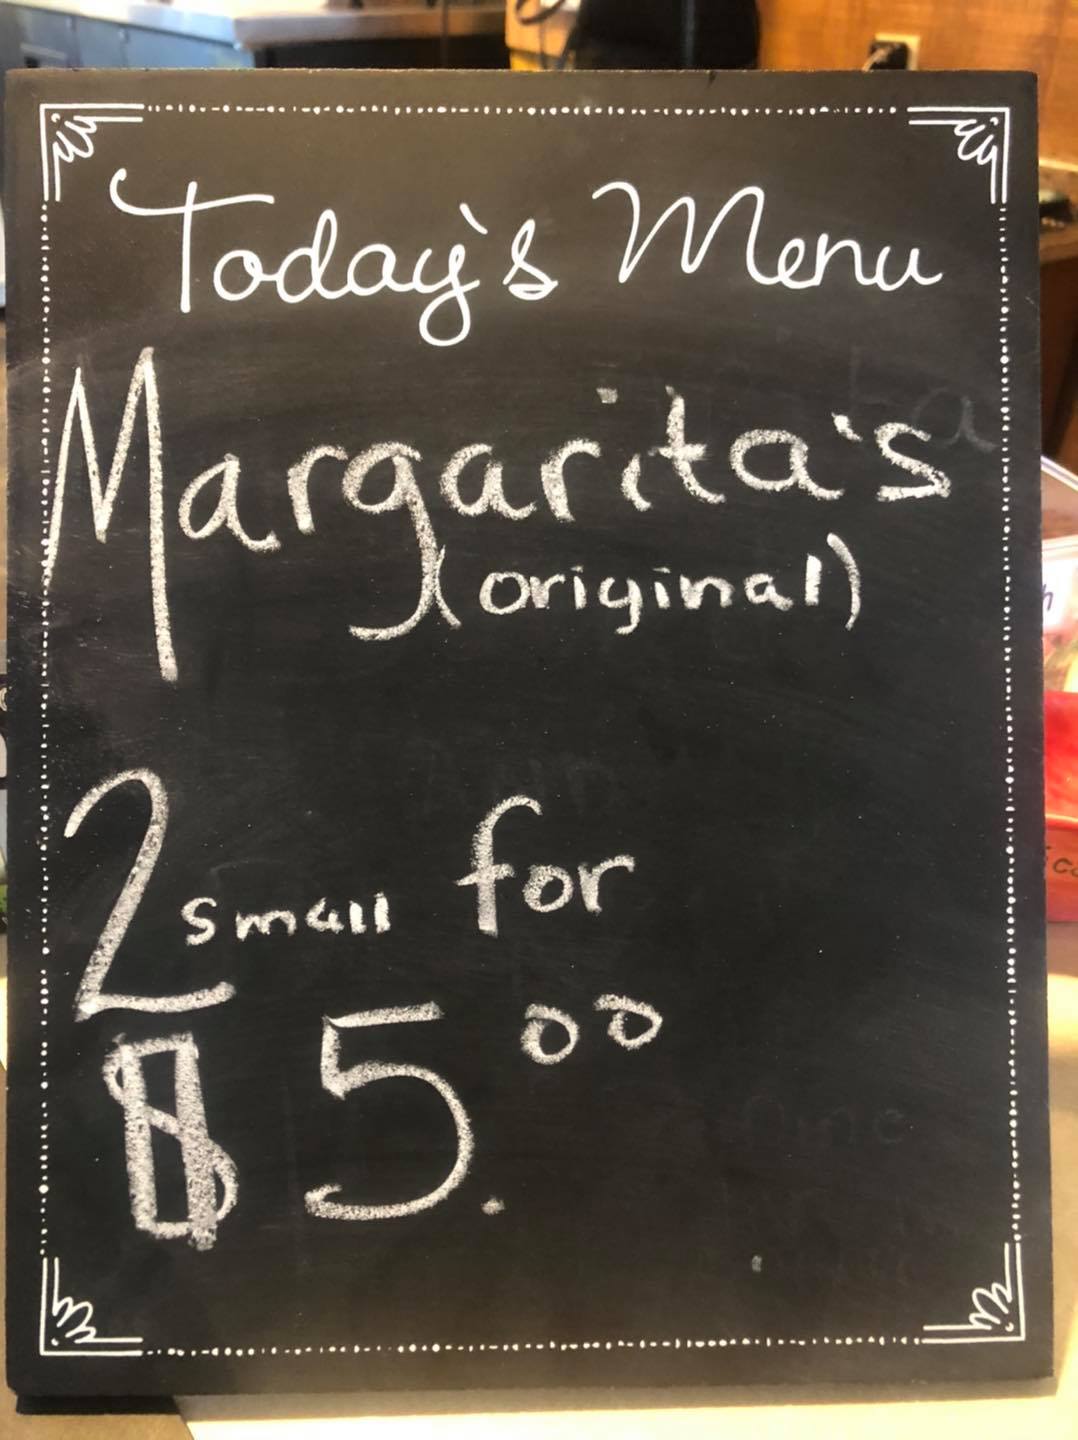 Today's Menu
Margarita's
(original)
2 small for
$5.00